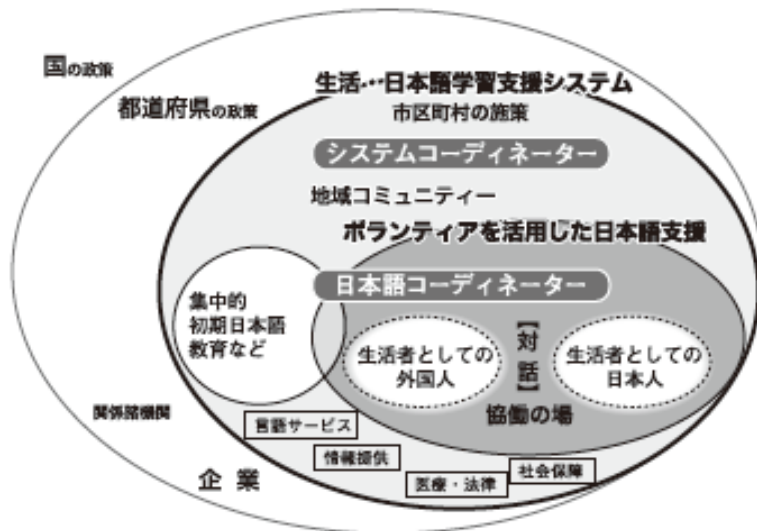 国の政策
都道府県の政策
生活…日本語学習支援システム
市区町村の施策
システムコーディネーター
地域コミュニティー
ボランティアを活用した日本語支援
日本語コーディネーター
集中的
初期日本語
教育など
生活者としての
外国人
【対話】
生活者としての
日本人
協働の場
関係諸機関
言語サービス
情報提供
医療・法律
社会保障
企業